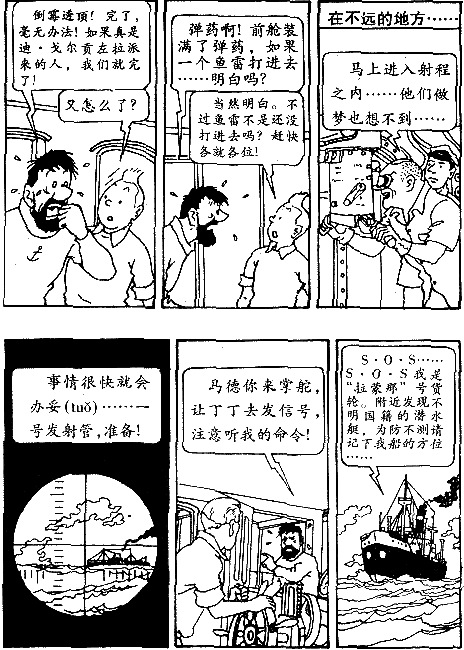 倒霉透顶！完了，
毫无办法！如果真是
迪·戈尔贡左拉派
来的人，我们就完
了！
又怎么了？
弹药啊！前舱装
满了弹药，如果
一个鱼雷打进去
……明白吗？
当然明白。不
过鱼雷不是还没
打进去吗？赶快
各就各位！
在不远的地方……
马上进入射程
之内……他们做
梦也想不到……
事情很快就会
办妥(tuǒ)……一
号发射管，准备！
马德你来掌舵，
让丁丁去发信号，
注意听我的命令！
S·O·S……
S·O·S我是
“拉蒙那”号货
轮。附近发现不
明国籍的潜水
艇，为防不测请
记下我船的方位
……